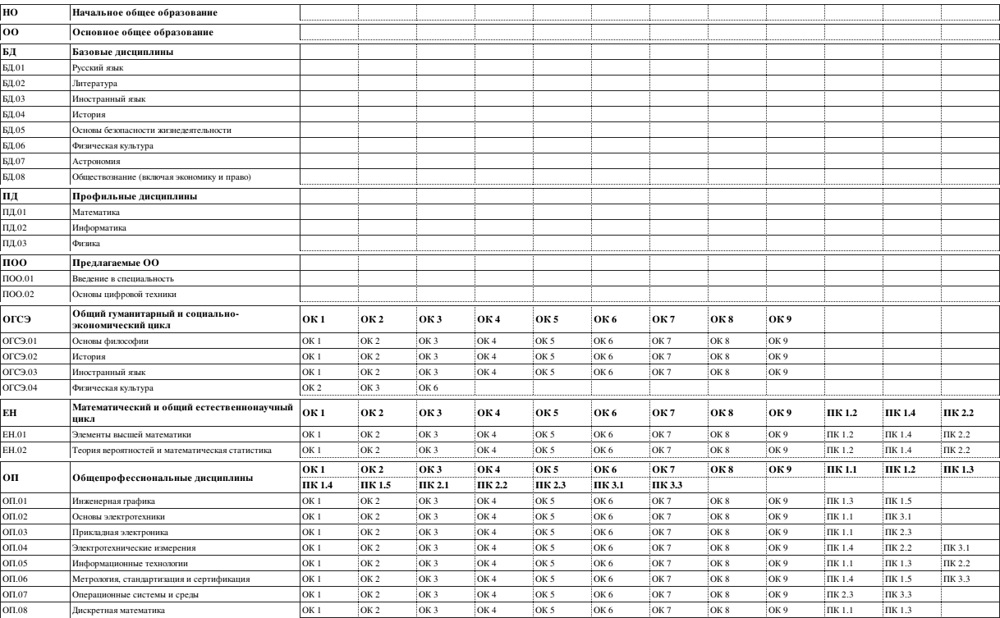 НО Начальное общее образование
ОО Основное общее образование
БД Базовые дисциплины
БД.01 Русский язык
БД.02 Литература
БД.03 Иностранный язык
БД.04 История
БД.05 Основы безопасности жизнедеятельности
БД.06 Физическая культура
БД.07 Астрономия
БД.08 Обществознание (включая экономику и право)
ПД Профильные дисциплины
ПД.01 Математика
ПД.02 Информатика
ПД.03 Физика
ПОО Предлагаемые ОО
ПОО.01 Введение в специальность
ПОО.02 Основы цифровой техники
ОГСЭ Общий гуманитарный и социально-
экономический цикл ОК 1 ОК 2 ОК 3 ОК 4 ОК 5 ОК 6 ОК 7 ОК 8 ОК 9
ОГСЭ.01 Основы философии ОК 1 ОК 2 ОК 3 ОК 4 ОК 5 ОК 6 ОК 7 ОК 8 ОК 9
ОГСЭ.02 История ОК 1 ОК 2 ОК 3 ОК 4 ОК 5 ОК 6 ОК 7 ОК 8 ОК 9
ОГСЭ.03 Иностранный язык ОК 1 ОК 2 ОК 3 ОК 4 ОК 5 ОК 6 ОК 7 ОК 8 ОК 9
ОГСЭ.04 Физическая культура ОК 2 ОК 3 ОК 6
ЕН Математический и общий естественнонаучный
цикл ОК 1 ОК 2 ОК 3 ОК 4 ОК 5 ОК 6 ОК 7 ОК 8 ОК 9 ПК 1.2 ПК 1.4 ПК 2.2
ЕН.01 Элементы высшей математики ОК 1 ОК 2 ОК 3 ОК 4 ОК 5 ОК 6 ОК 7 ОК 8 ОК 9 ПК 1.2 ПК 1.4 ПК 2.2
ЕН.02 Теория вероятностей и математическая статистика ОК 1 ОК 2 ОК 3 ОК 4 ОК 5 ОК 6 ОК 7 ОК 8 ОК 9 ПК 1.2 ПК 1.4 ПК 2.2
ОП Общепрофессиональные дисциплины ОК 1 ОК 2 ОК 3 ОК 4 ОК 5 ОК 6 ОК 7 ОК 8 ОК 9 ПК 1.1 ПК 1.2 ПК 1.3
ПК 1.4 ПК 1.5 ПК 2.1 ПК 2.2 ПК 2.3 ПК 3.1 ПК 3.3
ОП.01 Инженерная графика ОК 1 ОК 2 ОК 3 ОК 4 ОК 5 ОК 6 ОК 7 ОК 8 ОК 9 ПК 1.3 ПК 1.5
ОП.02 Основы электротехники ОК 1 ОК 2 ОК 3 ОК 4 ОК 5 ОК 6 ОК 7 ОК 8 ОК 9 ПК 1.1 ПК 3.1
ОП.03 Прикладная электроника ОК 1 ОК 2 ОК 3 ОК 4 ОК 5 ОК 6 ОК 7 ОК 8 ОК 9 ПК 1.1 ПК 2.3
ОП.04 Электротехнические измерения ОК 1 ОК 2 ОК 3 ОК 4 ОК 5 ОК 6 ОК 7 ОК 8 ОК 9 ПК 1.4 ПК 2.2 ПК 3.1
ОП.05 Информационные технологии ОК 1 ОК 2 ОК 3 ОК 4 ОК 5 ОК 6 ОК 7 ОК 8 ОК 9 ПК 1.1 ПК 1.3 ПК 2.2
ОП.06 Метрология, стандартизация и сертификация ОК 1 ОК 2 ОК 3 ОК 4 ОК 5 ОК 6 ОК 7 ОК 8 ОК 9 ПК 1.4 ПК 1.5 ПК 3.3
ОП.07 Операционные системы и среды ОК 1 ОК 2 ОК 3 ОК 4 ОК 5 ОК 6 ОК 7 ОК 8 ОК 9 ПК 2.3 ПК 3.3
ОП.08 Дискретная математика ОК 1 ОК 2 ОК 3 ОК 4 ОК 5 ОК 6 ОК 7 ОК 8 ОК 9 ПК 1.1 ПК 1.3